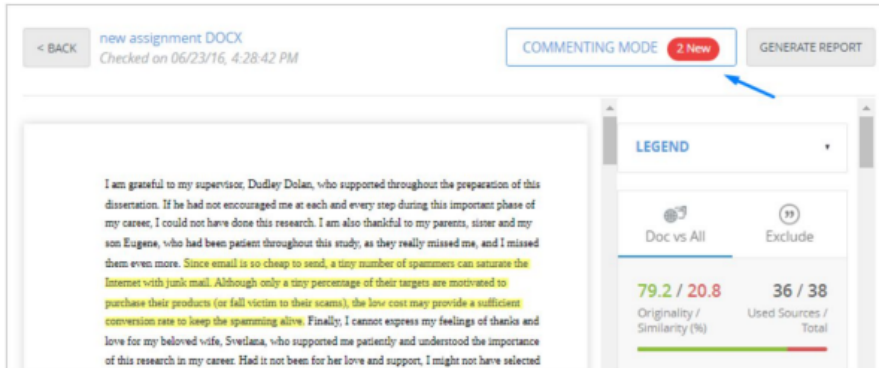 < BACK
new assignment DOCX
Checked on 06/23/16, 4:28:42 PM
COMMENTING MODE 2 New
GENERATE REPORT
I am grateful to my supervisor, Dudley Dolan, who supported throughout the preparation of this
dissertation. If he had not encouraged me at each and every step during this important phase of
my career, I could not have done this research. I am also thankful to my parents, sister and my
son Eugene, who had been patient throughout this study, as they really missed me, and I missed
them even more. Since email is so cheap to send, a tiny number of spammers can saturate the
Internet with junk mail. Although only a tiny percentage of their targets are motivated to
purchase their products (or fall victim to their scams), the low cost may provide a sufficient
conversion rate to keep the spamming alive. Finally, I cannot express my feelings of thanks and
love for my beloved wife, Svetlana, who supported me patiently and understood the importance
of this research in my career. Had it not been for her love and support, I might not have selected
LEGEND
Doc vs All
Exclude
79.2 / 20.8
Originality /
Similarity (%)
36 / 38
Used Sources /
Total